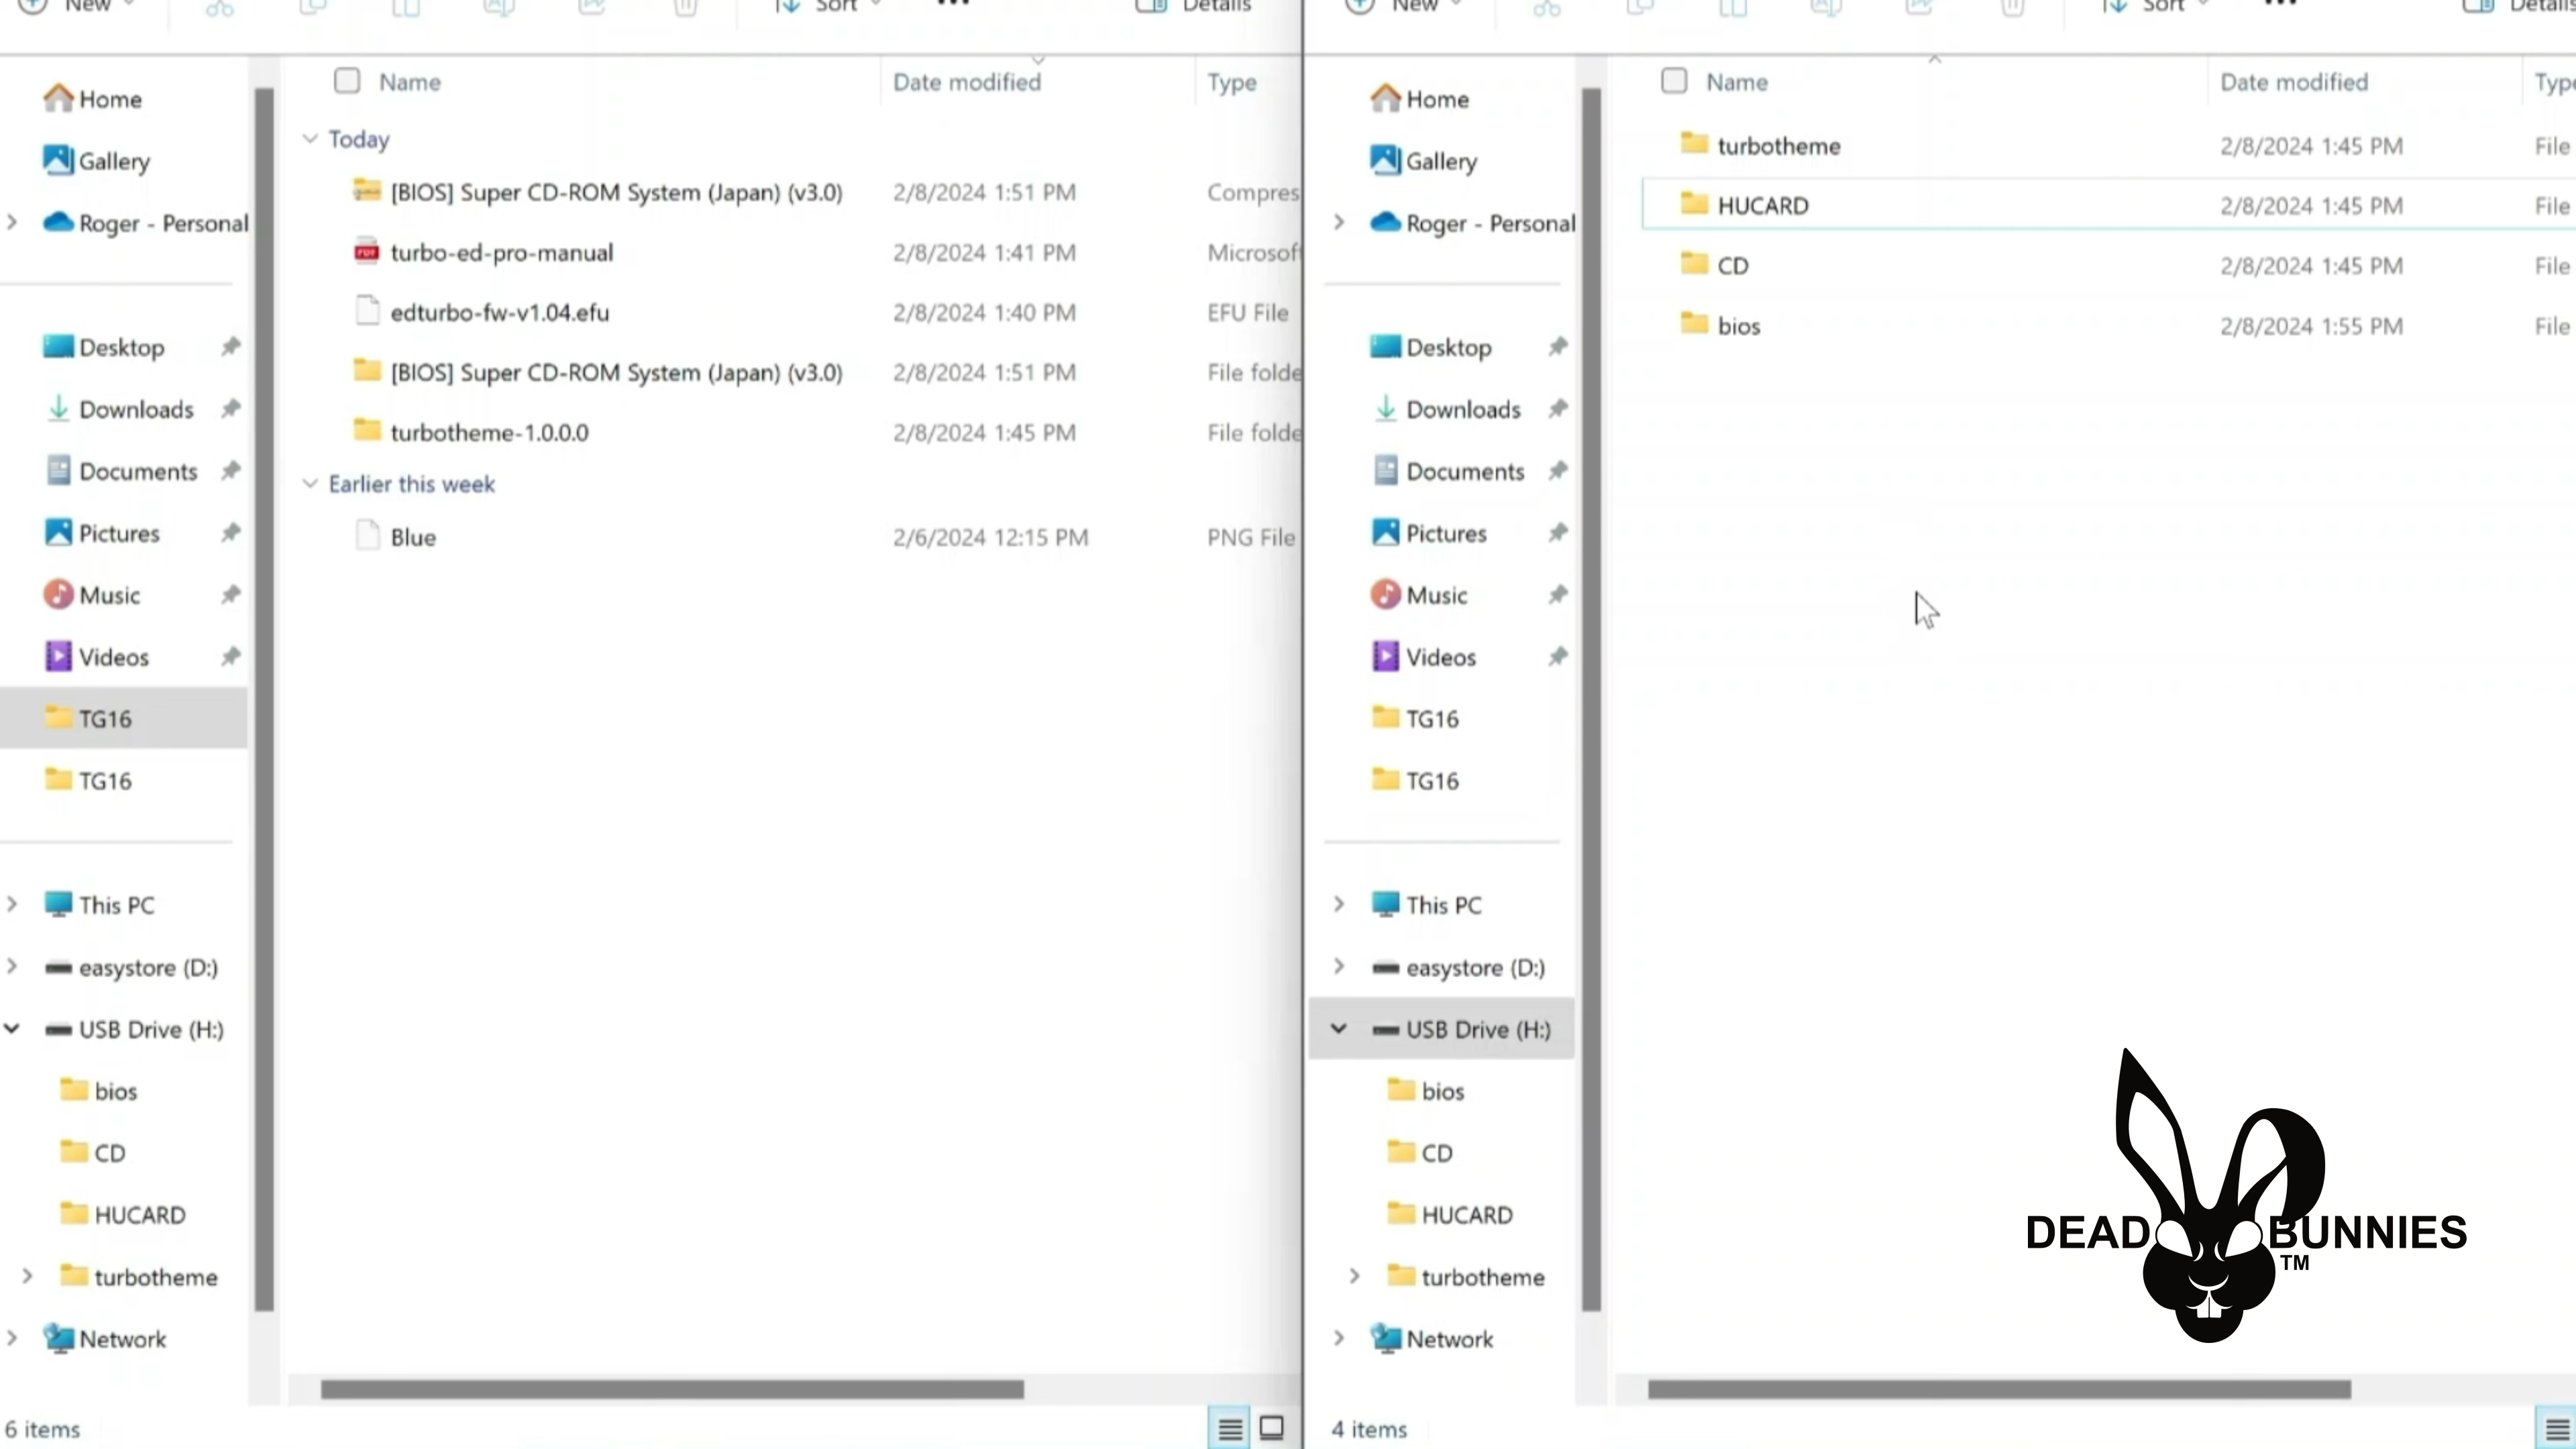 New
Sort
Details
Home
Gallery
Roger - Personal
Desktop
Downloads
Documents
Pictures
Music
Videos
TG16
TG16
This PC
easystore (D:)
USB Drive (H:)
bios
CD
HUCARD
turbotheme
Network
6 items
Name Date modified Type
Today
[BIOS] Super CD-ROM System (Japan) (v3.0) 2/8/2024 1:51 PM Compres
turbo-ed-pro-manual 2/8/2024 1:41 PM Microsoft
edturbo-fw-v1.04.efu 2/8/2024 1:40 PM EFU File
[BIOS] Super CD-ROM System (Japan) (v3.0) 2/8/2024 1:51 PM File folde
turbotheme-1.0.0.0 2/8/2024 1:45 PM File folde
Earlier this week
Blue 2/6/2024 12:15 PM PNG File
New
Sort
Details
Home
Gallery
Roger - Personal
Desktop
Downloads
Documents
Pictures
Music
Videos
TG16
TG16
This PC
easystore (D:)
USB Drive (H:)
bios
CD
HUCARD
turbotheme
Network
4 items
Name Date modified Type
turbotheme 2/8/2024 1:45 PM File
HUCARD 2/8/2024 1:45 PM File
CD 2/8/2024 1:45 PM File
bios 2/8/2024 1:55 PM File
DEAD BUNNIES
TM